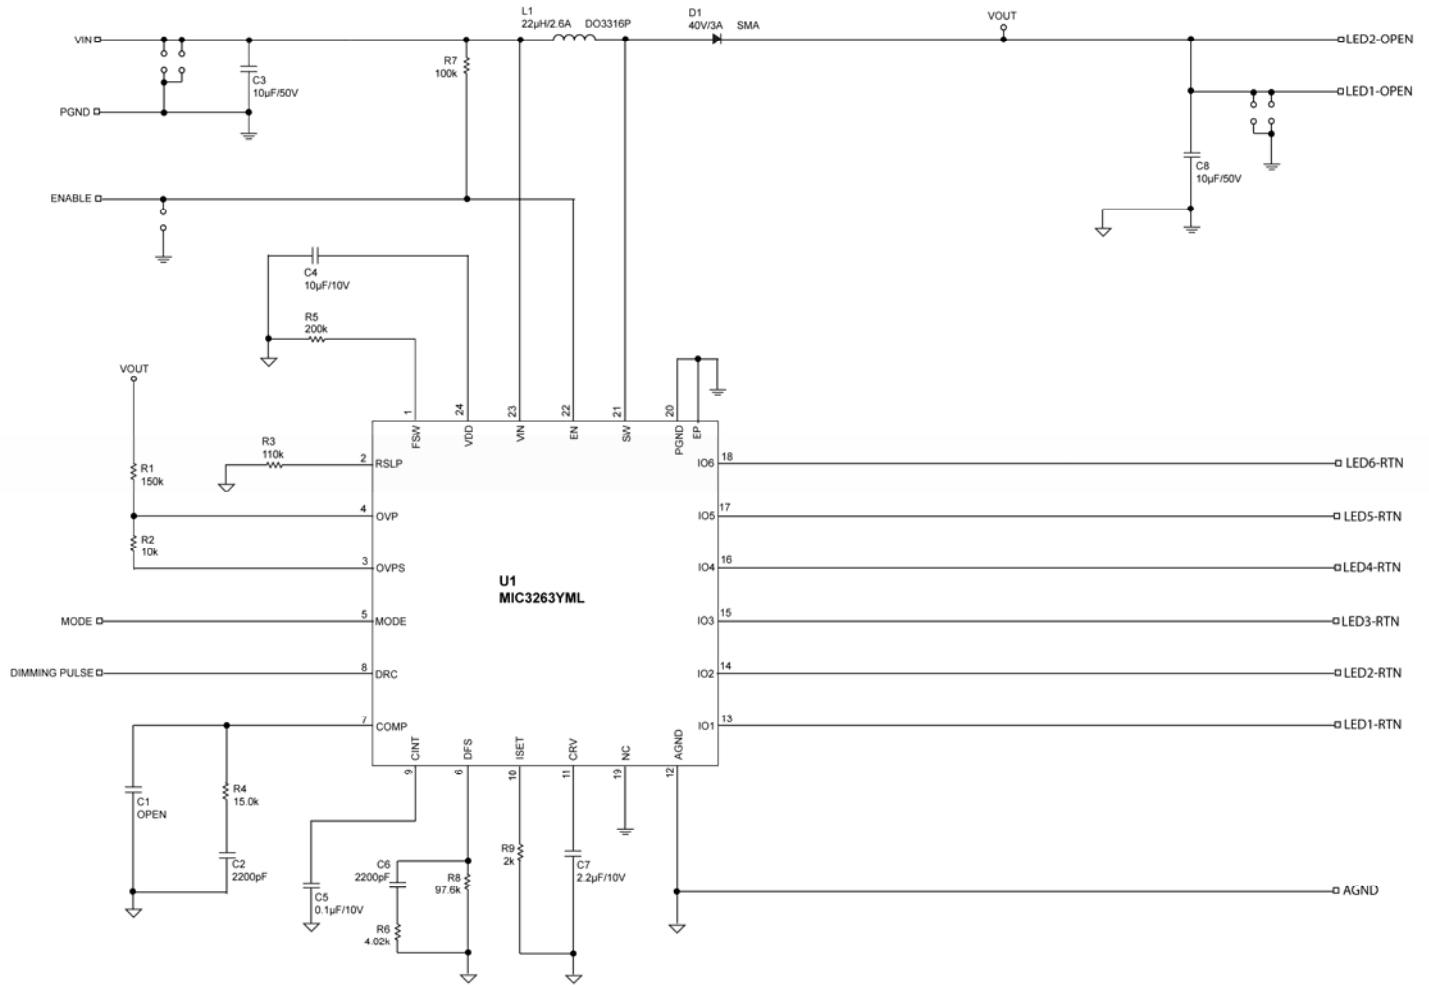 L1
22µH/2.6A DO3316P
D1
40V/3A SMA
VOUT
VIN
LED2-OPEN
R7
100k
C3
10µF/50V
LED1-OPEN
PGND
C8
10µF/50V
ENABLE
C4
10µF/10V
R5
200k
VOUT
1
24
23
22
21
20
FSW
VDD
VIN
EN
SW
PGND
EP
R3
110k
2
RSLP
IO6
18
LED6-RTN
R1
150k
4
OVP
IO5
17
LED5-RTN
R2
10k
3
OVPS
IO4
16
LED4-RTN
U1
MIC3263YML
MODE
5
MODE
IO3
15
LED3-RTN
DIMMING PULSE
8
DRC
IO2
14
LED2-RTN
7
COMP
IO1
13
LED1-RTN
CINT
DFS
ISET
CRV
NC
AGND
9
6
10
11
19
12
C1
OPEN
R4
15.0k
C2
2200pF
C5
0.1µF/10V
C6
2200pF
R8
97.6k
R6
4.02k
R9
2k
C7
2.2µF/10V
AGND